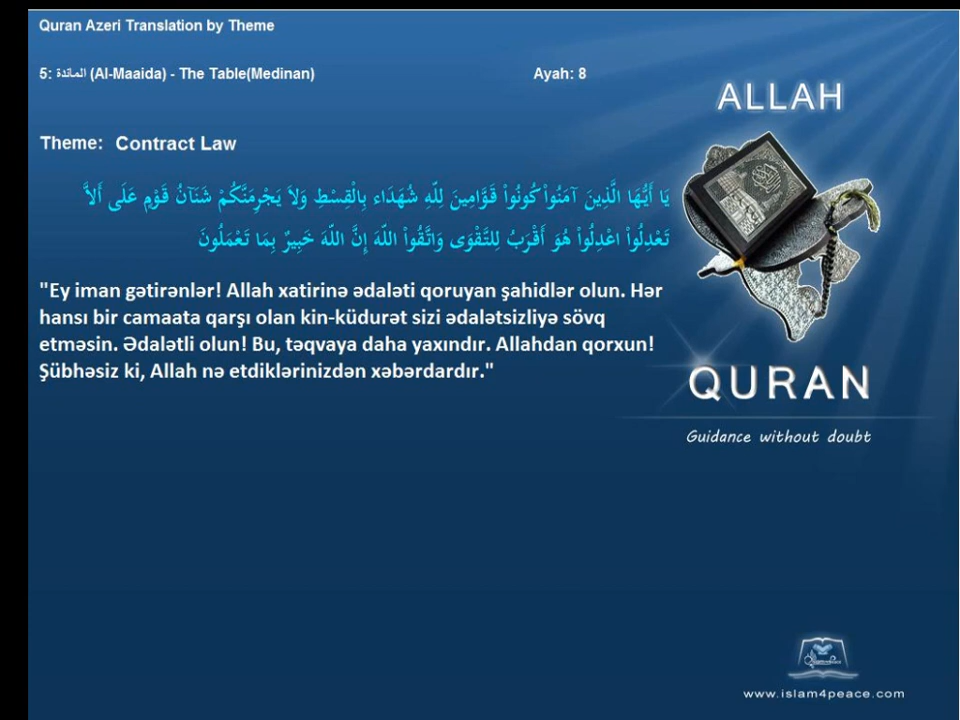 Quran Azeri Translation by Theme
5: المائدة (Al-Maaida) - The Table(Medinan) Ayah: 8
ALLAH
Theme: Contract Law
يَا أَيُّهَا الَّذِينَ آمَنُواْ كُونُواْ قَوَّامِينَ لِلّهِ شُهَدَاء بِالْقِسْطِ وَلاَ يَجْرِمَنَّكُمْ شَنَآنُ قَوْمٍ عَلَى أَلاَّ
تَعْدِلُواْ اعْدِلُواْ هُوَ أَقْرَبُ لِلتَّقْوَى وَاتَّقُواْ اللّهَ إِنَّ اللّهَ خَبِيرٌ بِمَا تَعْمَلُونَ
"Ey iman gətirənlər! Allah xatirinə ədaləti qoruyan şahidlər olun. Hər
hansı bir camaata qarşı olan kin-küdurət sizi ədalətsizliyə sövq
etməsin. Ədalətli olun! Bu, təqvaya daha yaxındır. Allahdan qorxun!
Şübhəsiz ki, Allah nə etdiklərinizdən xəbərdardır."
QURAN
Guidance without doubt
www.islam4peace.com